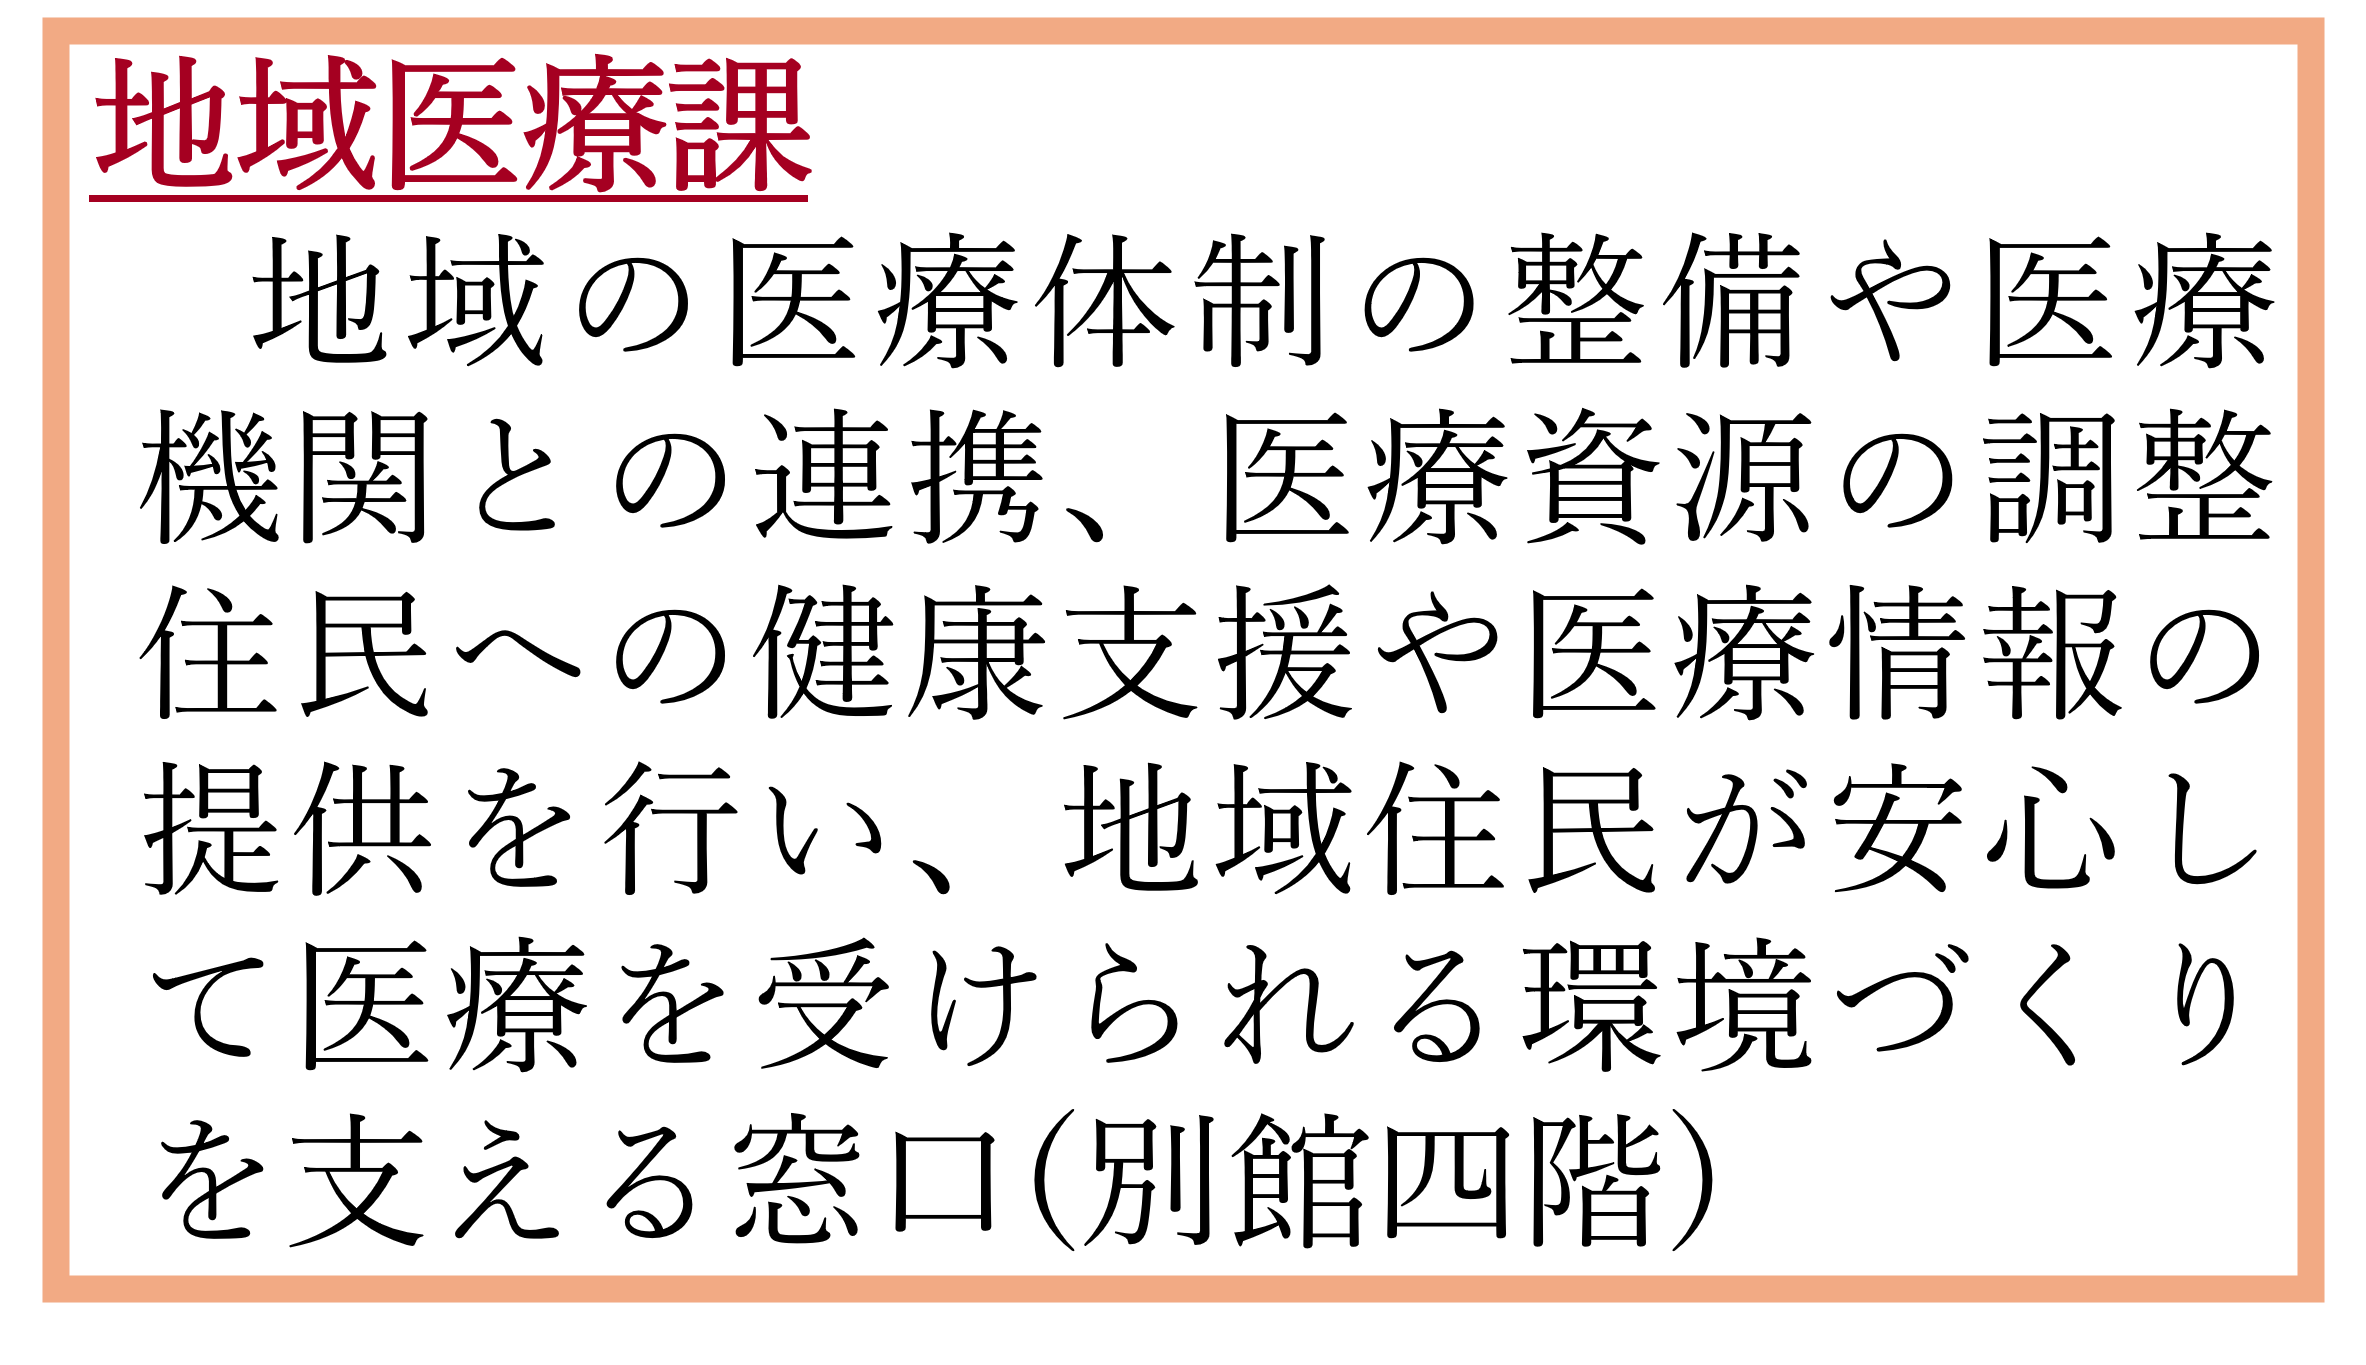 地域医療課
地域の医療体制の整備や医療
機関との連携、医療資源の調整
住民への健康支援や医療情報の
提供を行い、地域住民が安心し
て医療を受けられる環境づくり
を支える窓口(別館四階)